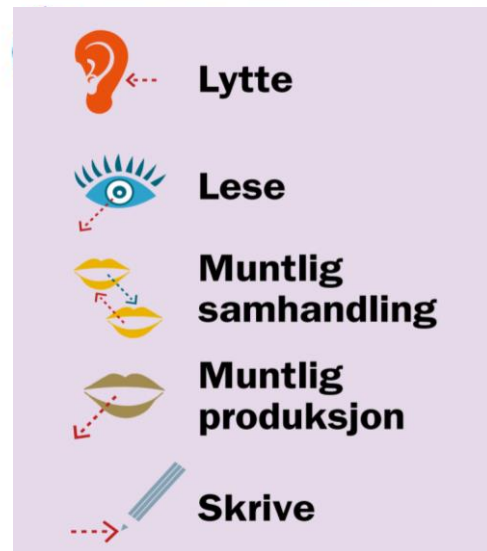 Lytte
Lese
Muntlig
samhandling
Muntlig
produksjon
Skrive